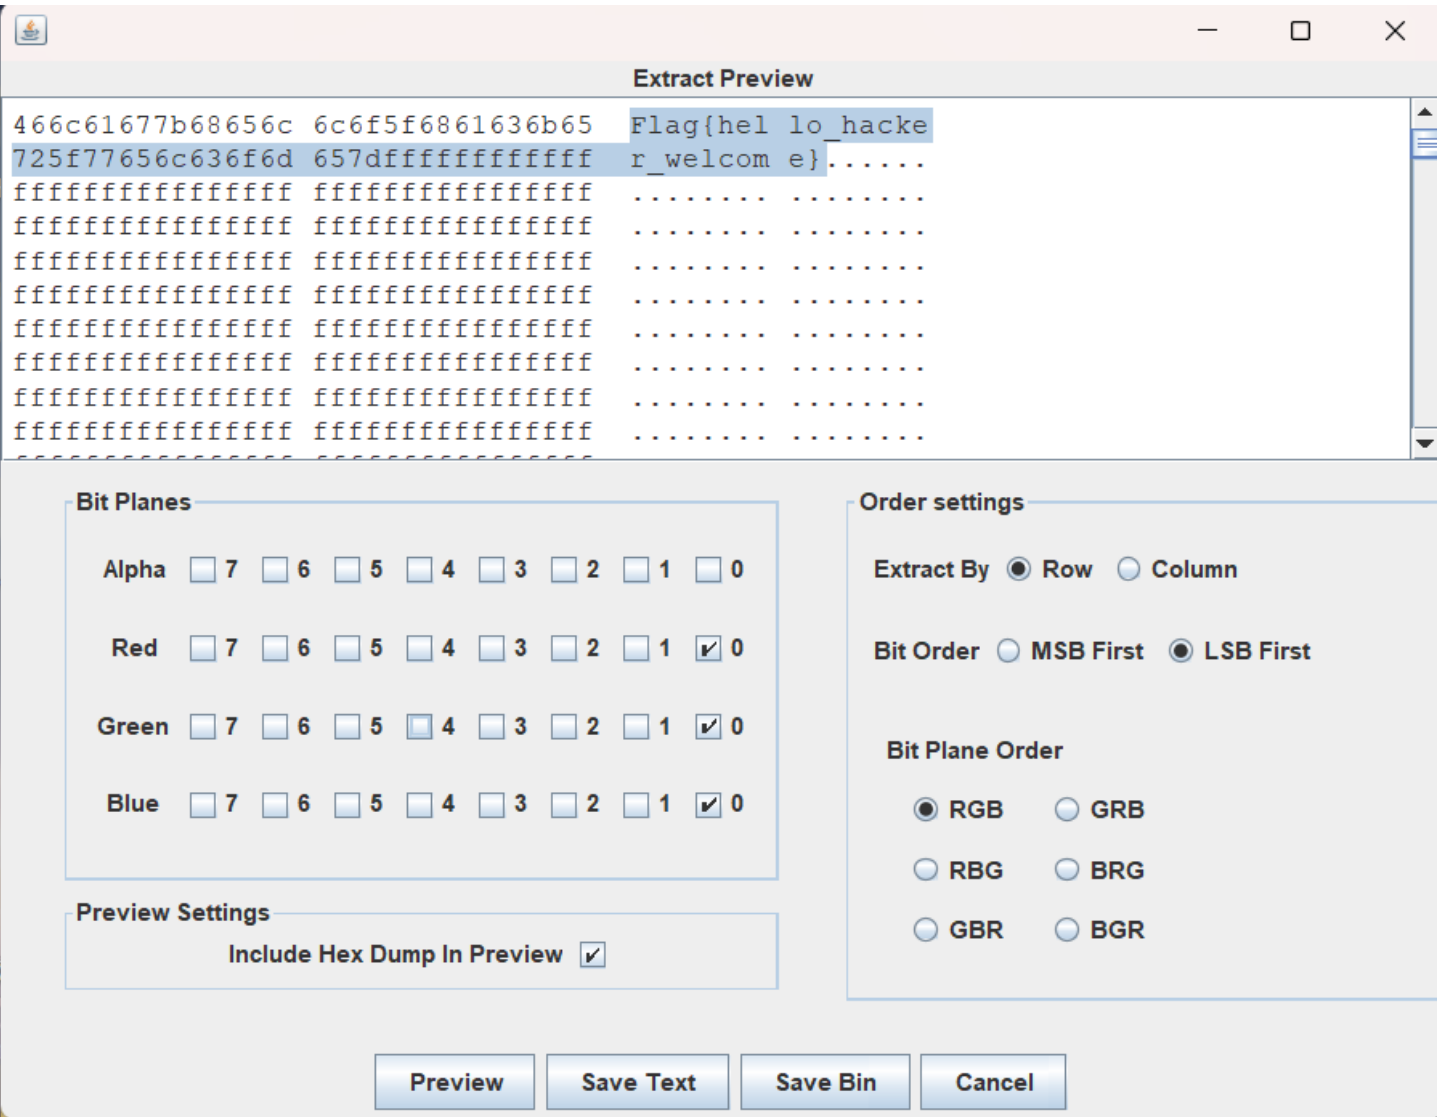 Extract Preview
466c61677b68656c 6c6f5f6861636b65 Flag{hel lo_hacke
725f77656c636f6d 657dffffffffffff r_welcom e}......
ffffffffffffffff ffffffffffffffff ........ ........
ffffffffffffffff ffffffffffffffff ........ ........
ffffffffffffffff ffffffffffffffff ........ ........
ffffffffffffffff ffffffffffffffff ........ ........
ffffffffffffffff ffffffffffffffff ........ ........
ffffffffffffffff ffffffffffffffff ........ ........
ffffffffffffffff ffffffffffffffff ........ ........
ffffffffffffffff ffffffffffffffff ........ ........
Bit Planes
Alpha 7 6 5 4 3 2 1 0
Red 7 6 5 4 3 2 1 0
Green 7 6 5 4 3 2 1 0
Blue 7 6 5 4 3 2 1 0
Preview Settings
Include Hex Dump In Preview
Order settings
Extract By Row Column
Bit Order MSB First LSB First
Bit Plane Order
RGB GRB
RBG BRG
GBR BGR
Preview Save Text Save Bin Cancel